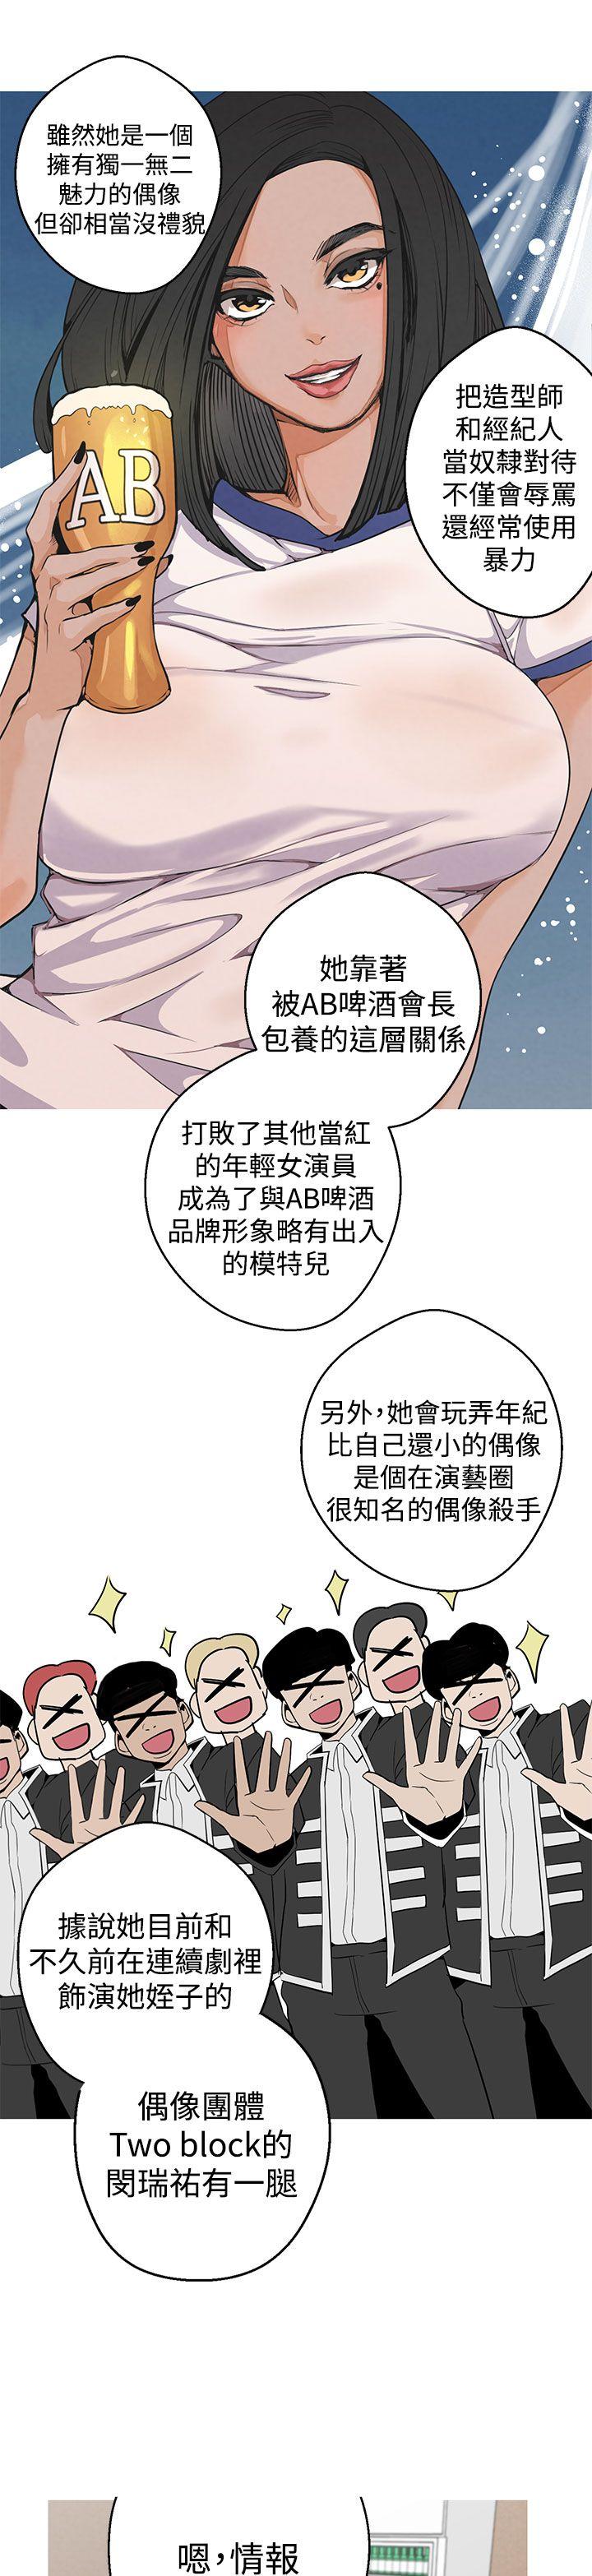 雖然她是一個
擁有獨一無二
魅力的偶像
但卻相當沒禮貌
把造型師
和經紀人
當奴隸對待
不僅會辱罵
還經常使用
暴力
AB
她靠著
被AB啤酒會長
包養的這層關係
打敗了其他當紅
的年輕女演員
成為了與AB啤酒
品牌形象略有出入
的模特兒
另外，她會玩弄年紀
比自己還小的偶像
是個在演藝圈
很知名的偶像殺手
據說她目前和
不久前在連續劇裡
飾演她姪子的
偶像團體
Two block的
閔瑞祐有一腿
嗯，情報